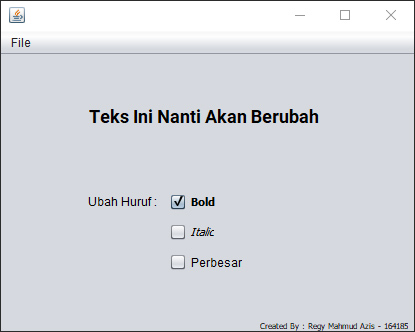 File
Teks Ini Nanti Akan Berubah
Ubah Huruf : Bold
Italic
Perbesar
Created By : Regy Mahmud Azis - 164185